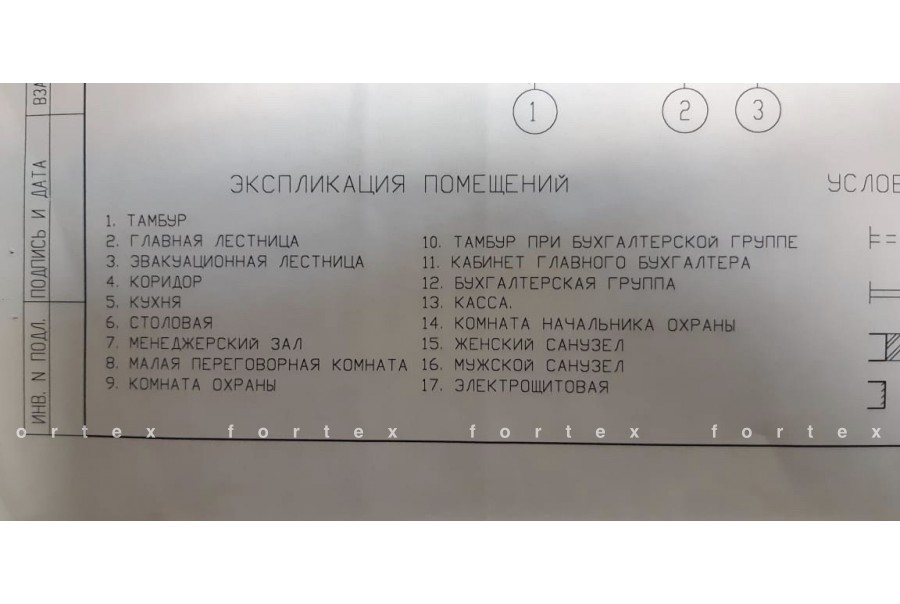 1
2
3
ЭКСПЛИКАЦИЯ ПОМЕЩЕНИЙ
1. ТАМБУР
2. ГЛАВНАЯ ЛЕСТНИЦА
3. ЭВАКУАЦИОННАЯ ЛЕСТНИЦА
4. КОРИДОР
5. КУХНЯ
6. СТОЛОВАЯ
7. МЕНЕДЖЕРСКИЙ ЗАЛ
8. МАЛАЯ ПЕРЕГОВОРНАЯ КОМНАТА
9. КОМНАТА ОХРАНЫ
10. ТАМБУР ПРИ БУХГАЛТЕРСКОЙ ГРУППЕ
11. КАБИНЕТ ГЛАВНОГО БУХГАЛТЕРА
12. БУХГАЛТЕРСКАЯ ГРУППА
13. КАССА.
14. КОМНАТА НАЧАЛЬНИКА ОХРАНЫ
15. ЖЕНСКИЙ САНУЗЕЛ
16. МУЖСКОЙ САНУЗЕЛ
17. ЭЛЕКТРОЩИТОВАЯ
УСЛОВ
ВЗА
ПОДПИСЬ И ДАТА
ИНВ. N ПОДЛ.
ortex fortex fortex fortex